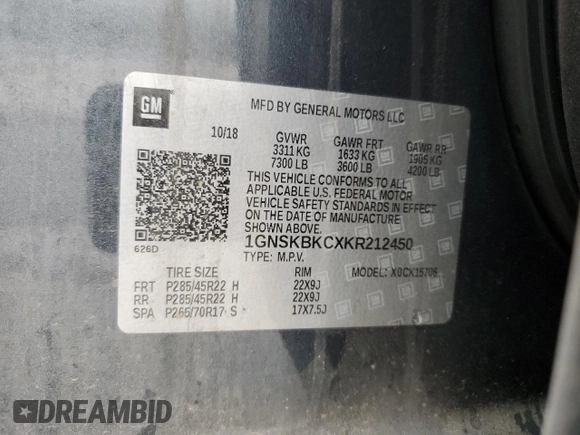 GM
MFD BY GENERAL MOTORS LLC
10/18 GVWR GAWR FRT GAWR RR
3311 KG 1633 KG 1905 KG
7300 LB 3600 LB 4200 LB
THIS VEHICLE CONFORMS TO ALL
APPLICABLE U.S. FEDERAL MOTOR
VEHICLE SAFETY STANDARDS IN EFFECT
ON THE DATE OF MANUFACTURE
SHOWN ABOVE.
626D 1GNSKBKCXKR212450
TYPE: M.P.V.
TIRE SIZE RIM MODEL: X0CK15706
FRT P285/45R22 H 22X9J
RR P285/45R22 H 22X9J
SPA P265/70R17 S 17X7.5J
DREAMBID